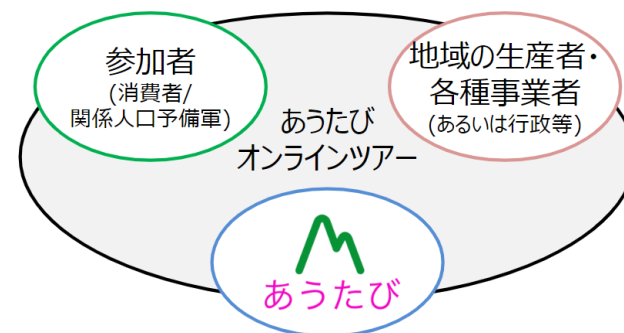 参加者
(消費者/
関係人口予備軍)
地域の生産者・
各種事業者
(あるいは行政等)
あうたび
オンラインツアー
あうたび